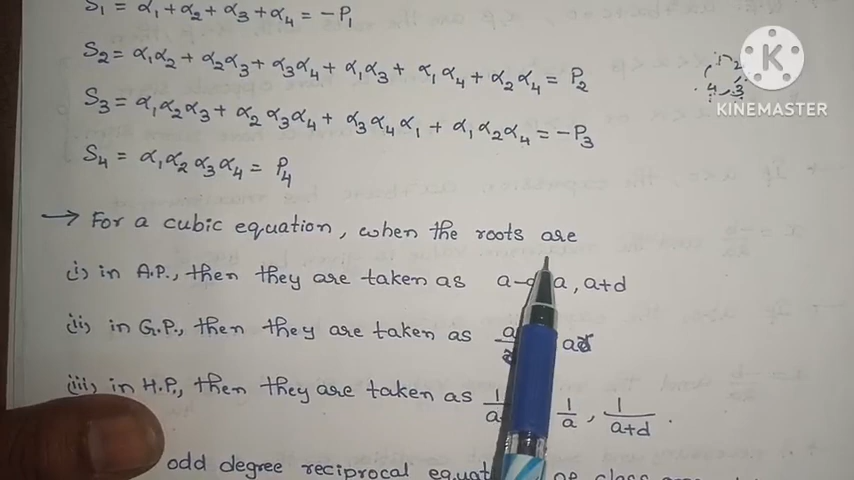 S₁ = α₁ + α₂ + α₃ + α₄ = -P₁
S₂ = α₁α₂ + α₂α₃ + α₃α₄ + α₁α₃ + α₁α₄ + α₂α₄ = P₂
S₃ = α₁α₂α₃ + α₂α₃α₄ + α₃α₄α₁ + α₁α₂α₄ = -P₃
S₄ = α₁α₂α₃α₄ = P₄
KINEMASTER
→ For a cubic equation, when the roots are
(i) in A.P., then they are taken as a, a+d
(ii) in G.P., then they are taken as ar
(iii) in H.P., then they are taken as 1/a, 1/(a+d).
odd degree reciprocal class